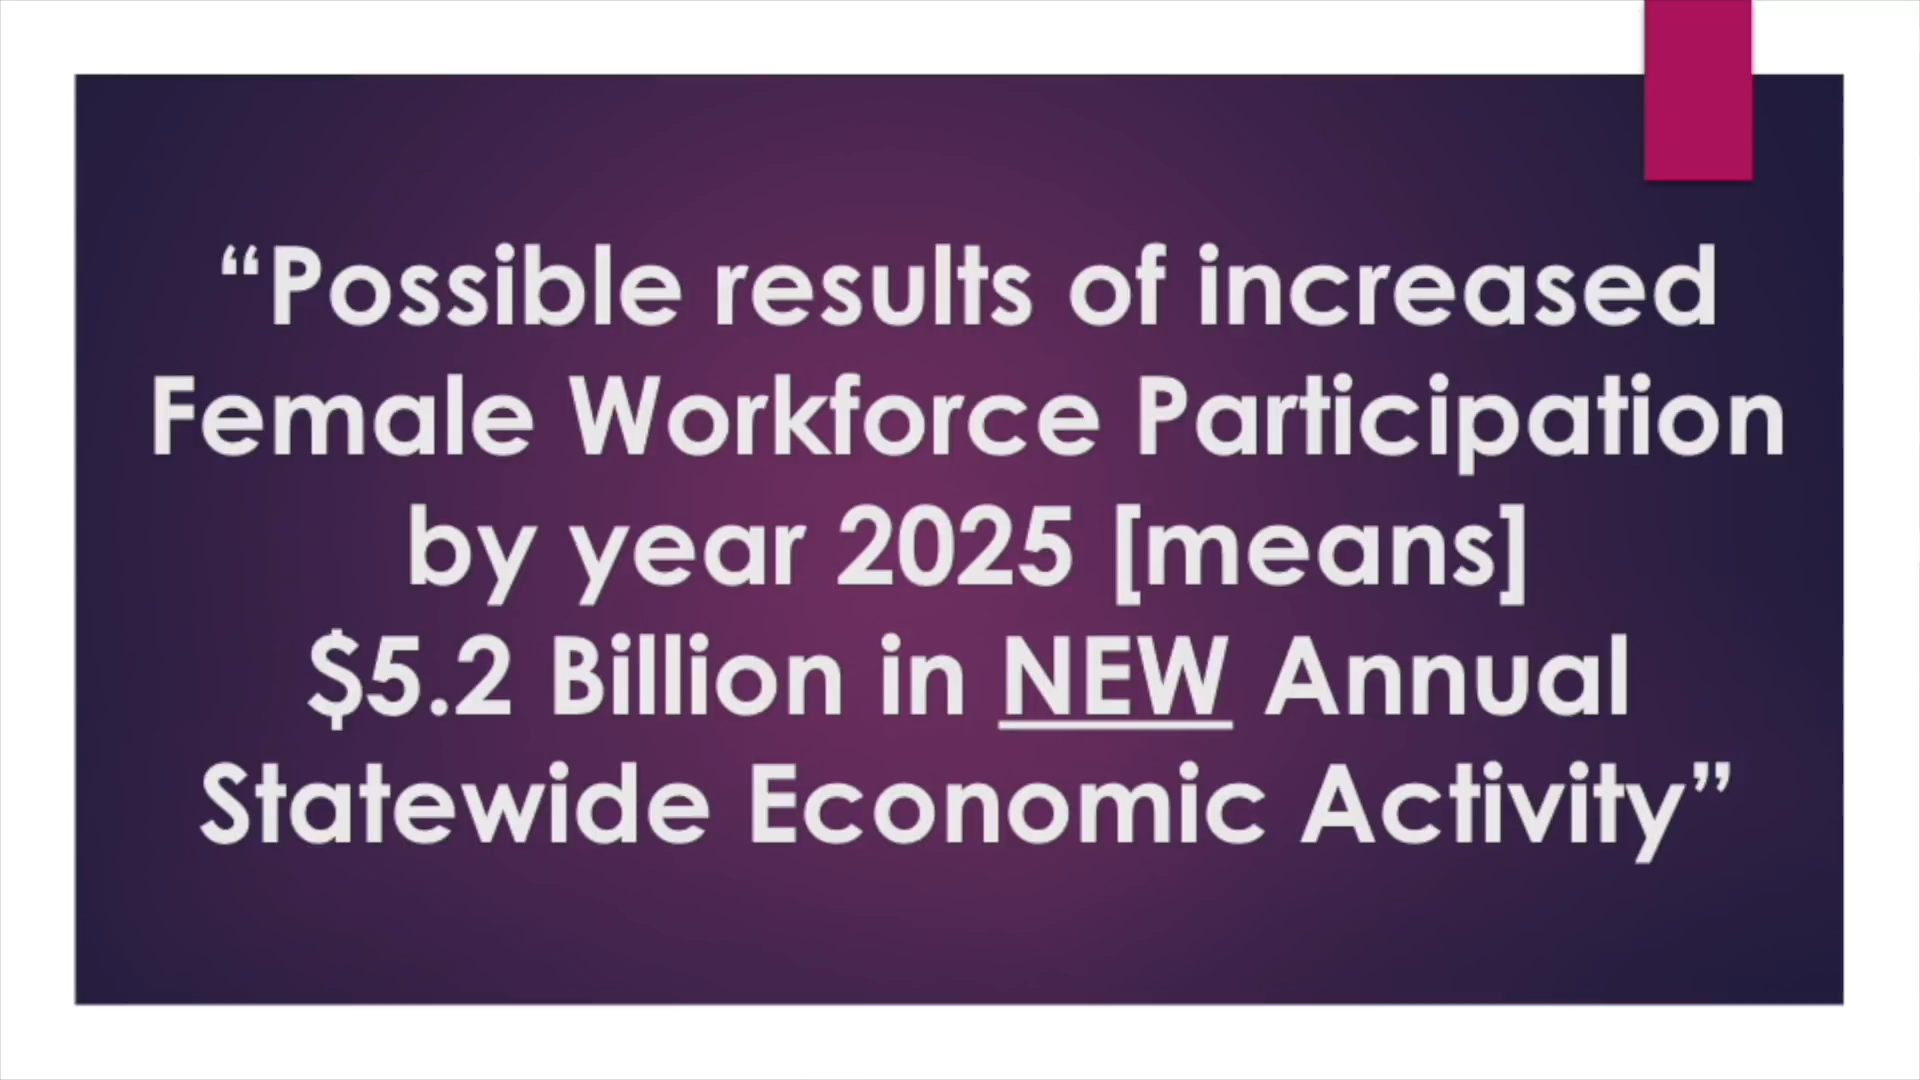 “Possible results of increased
Female Workforce Participation
by year 2025 [means]
$5.2 Billion in NEW Annual
Statewide Economic Activity”